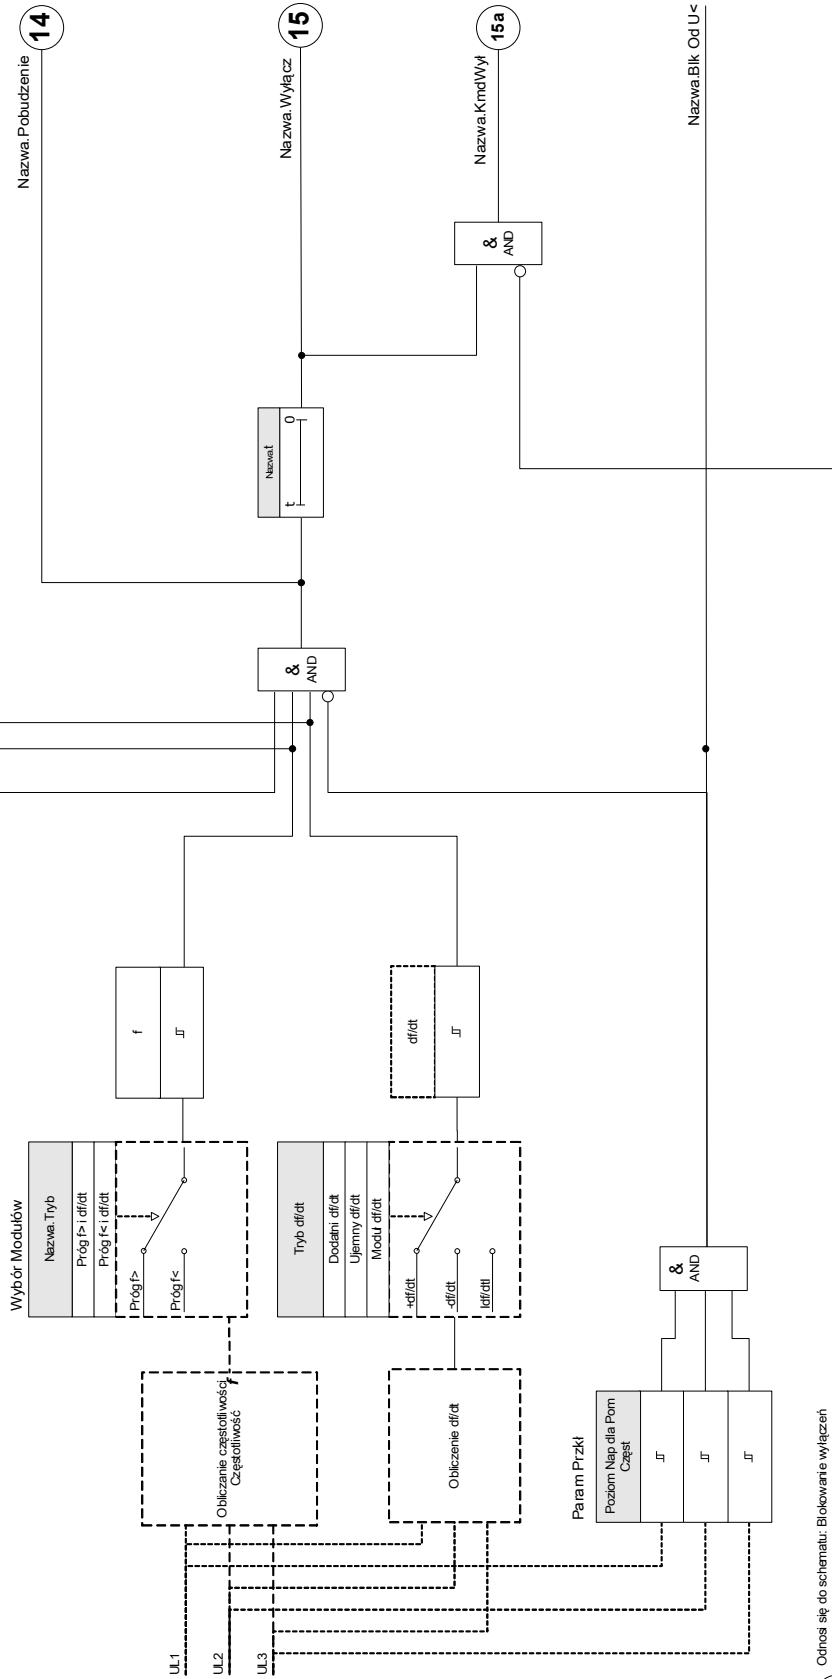 14
Nazwa.Pobudzenie
15
Nazwa.Wyłącz
15a
Nazwa.KmdWył
Nazwa.Blk Od U<
&
AND
Nazwa.t
t
0
&
AND
f
df/dt
Wybór Modułów
Nazwa.Tryb
Próg f> i df/dt
Próg f< i df/dt
Próg f>
Próg f<
Tryb df/dt
Dodatni df/dt
Ujemny df/dt
Moduł df/dt
+df/dt
-df/dt
Idf/dtI
&
AND
Obliczanie częstotliwości
Częstotliwość
f
Obliczenie df/dt
Param Przkł
Poziom Nap dla Pom
Częst
UL1
UL2
UL3
Odnosi się do schematu: Blokowanie wyłączeń